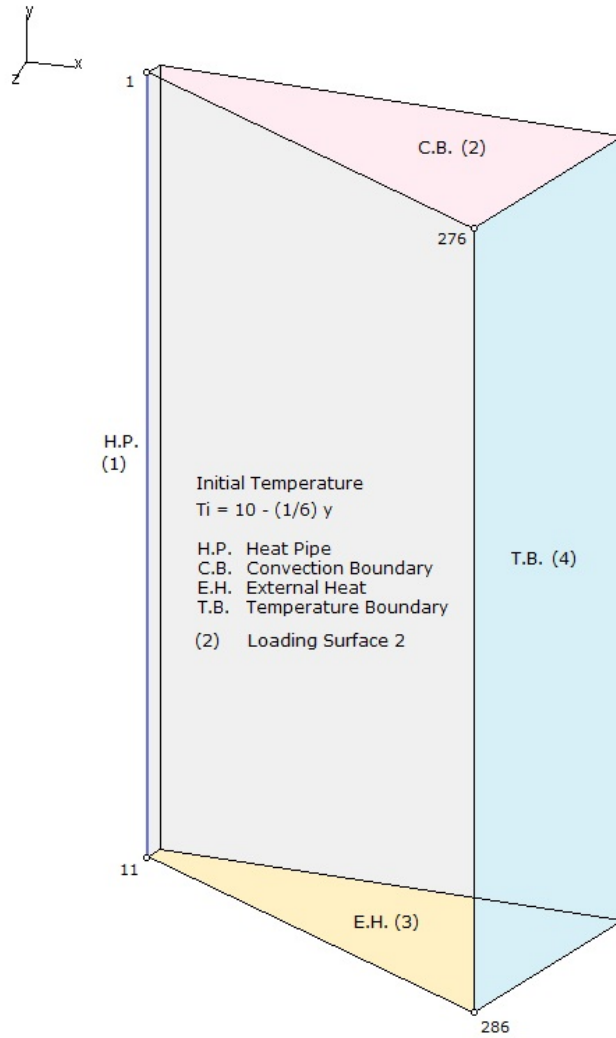 y
x
z
1
C.B. (2)
276
H.P.
(1)
Initial Temperature
Ti = 10 - (1/6) y
H.P. Heat Pipe
C.B. Convection Boundary
E.H. External Heat
T.B. Temperature Boundary
(2) Loading Surface 2
T.B. (4)
11
E.H. (3)
286